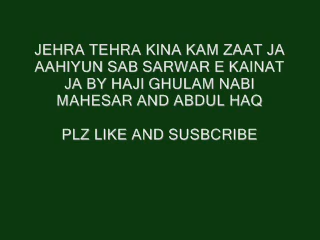 JEHRA TEHRA KINA KAM ZAAT JA
AAHIYUN SAB SARWAR E KAINAT
JA BY HAJI GHULAM NABI
MAHESAR AND ABDUL HAQ
PLZ LIKE AND SUSBCRIBE